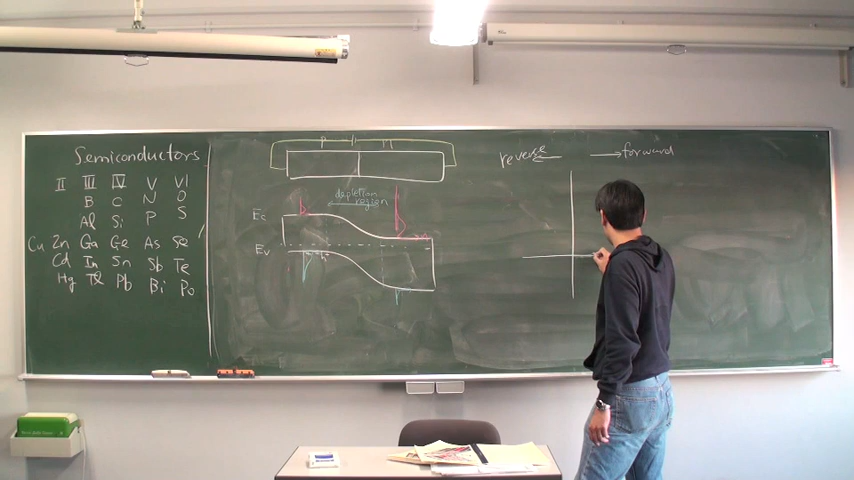 Semiconductors
II III IV V VI
B C N O
Al Si P S
Cu Zn Ga Ge As Se
Cd In Sn Sb Te
Hg Tl Pb Bi Po
P n
depletion
region
Ec
Ev
reverse
forward